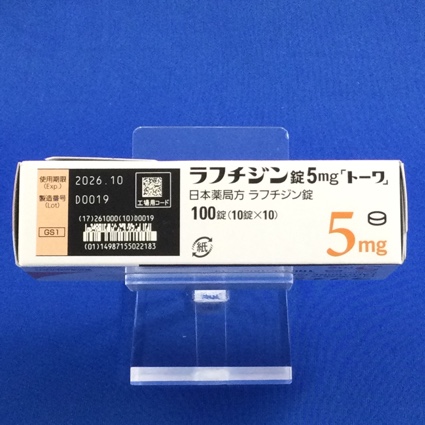 使用期限
(Exp.)
2026.10
製造番号
(Lot)
D0019
工場用コード
GS1
(17)261000(10)D0019
(01)14987155022183
ラフチジン錠5mg「トーワ」
日本薬局方 ラフチジン錠
100錠(10錠×10)
紙
5mg